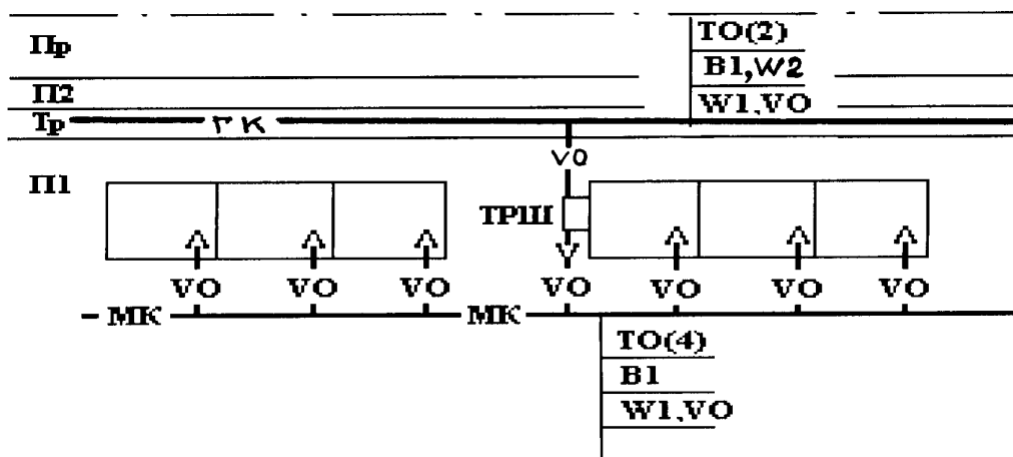 Пр
ТО(2)
В1,W2
П2
W1,VO
Тр
ГК
VO
П1
ТРШ
VO VO VO VO VO VO VO
МК МК
ТО(4)
В1
W1,VO